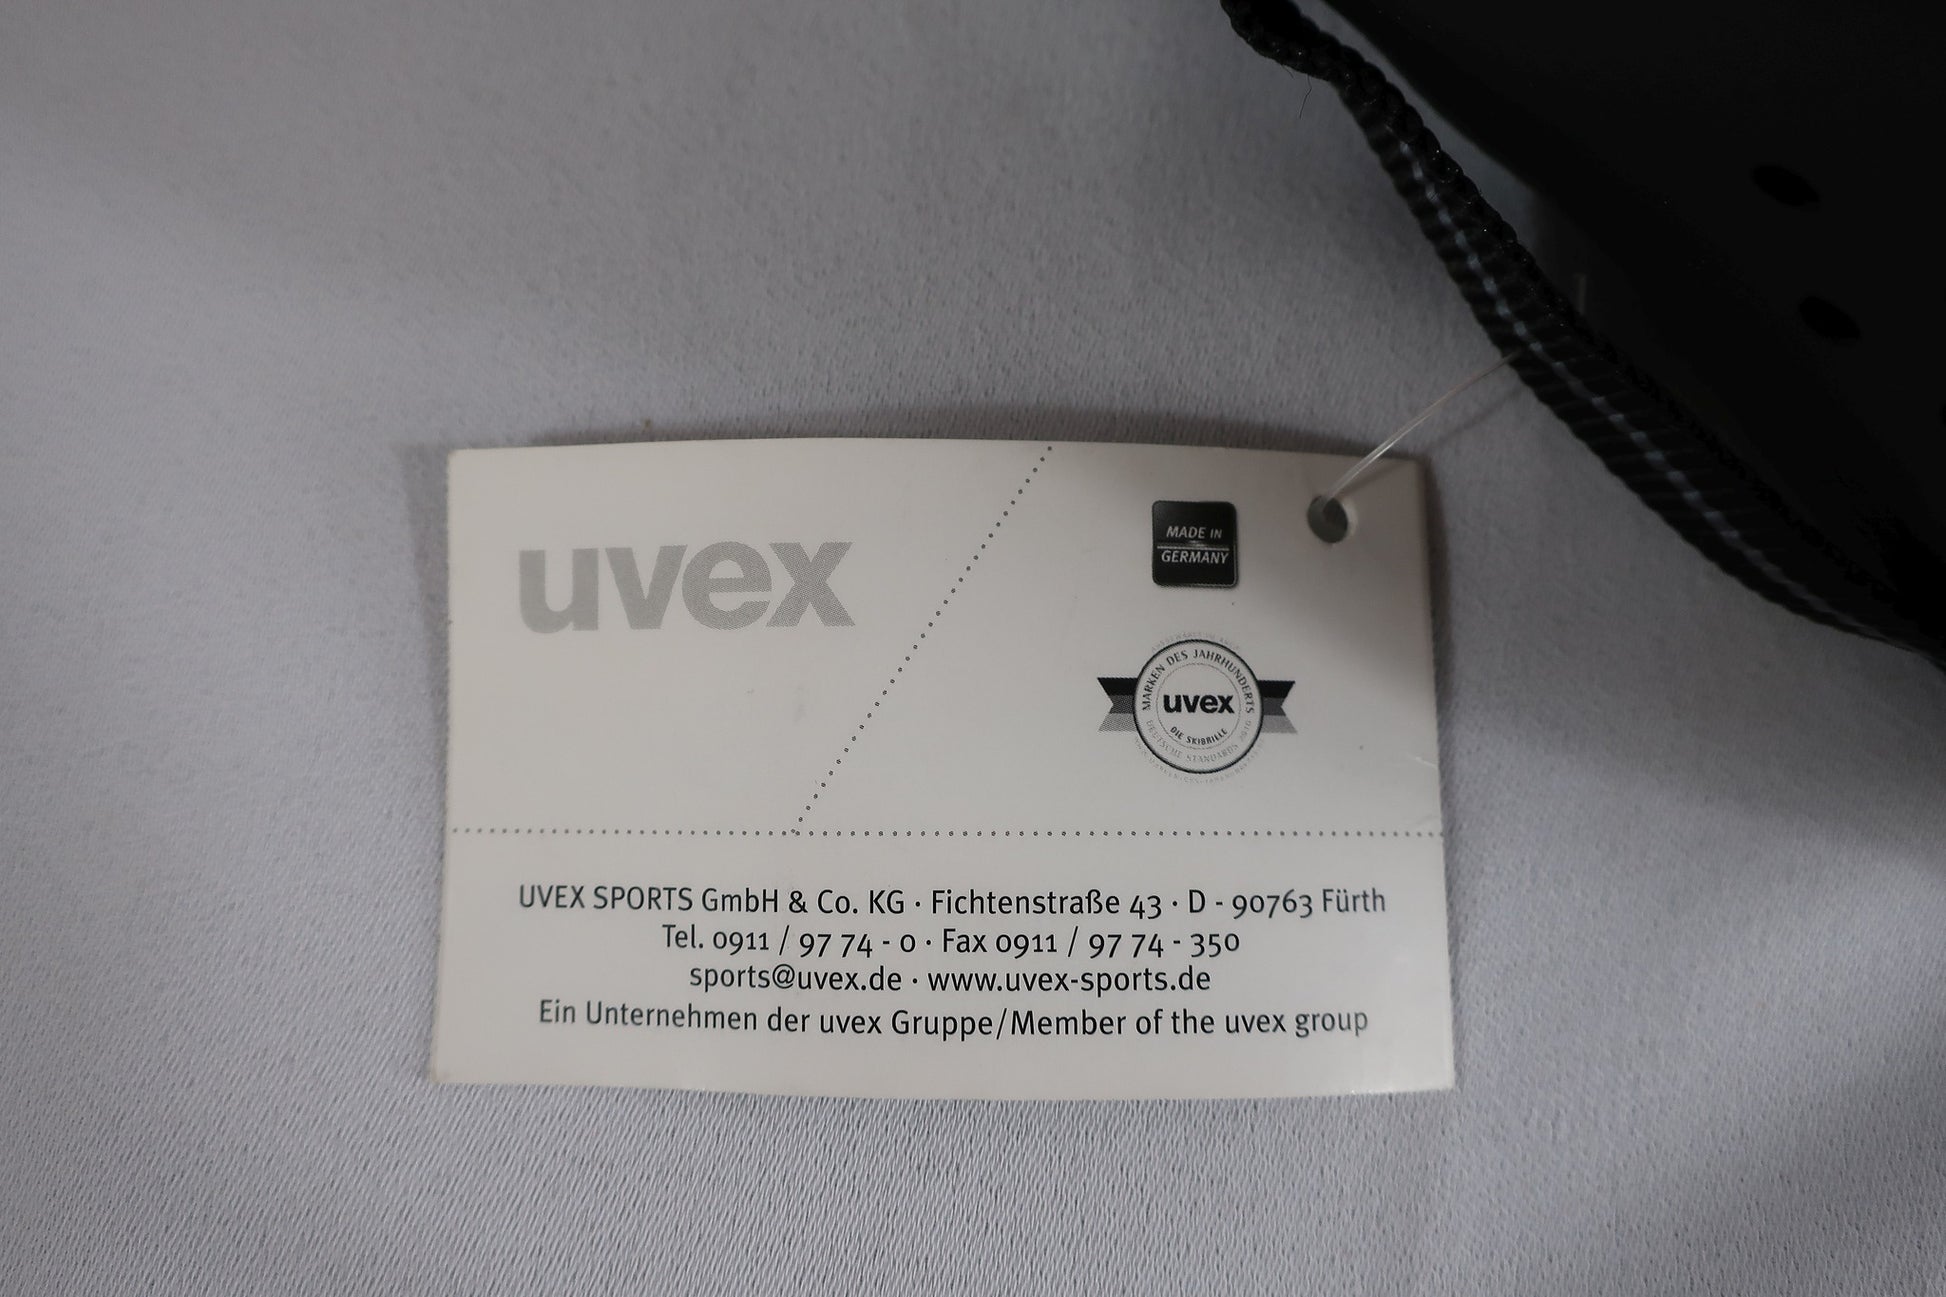 uvex
MADE IN
GERMANY
MARKEN DES JAHRHUNDERTS
uvex
DIE SKIBRILLE
DEUTSCHE STANDARDS
UVEX SPORTS GmbH & Co. KG · Fichtenstraße 43 · D - 90763 Fürth
Tel. 0911 / 97 74 - 0 · Fax 0911 / 97 74 - 350
sports@uvex.de · www.uvex-sports.de
Ein Unternehmen der uvex Gruppe/Member of the uvex group